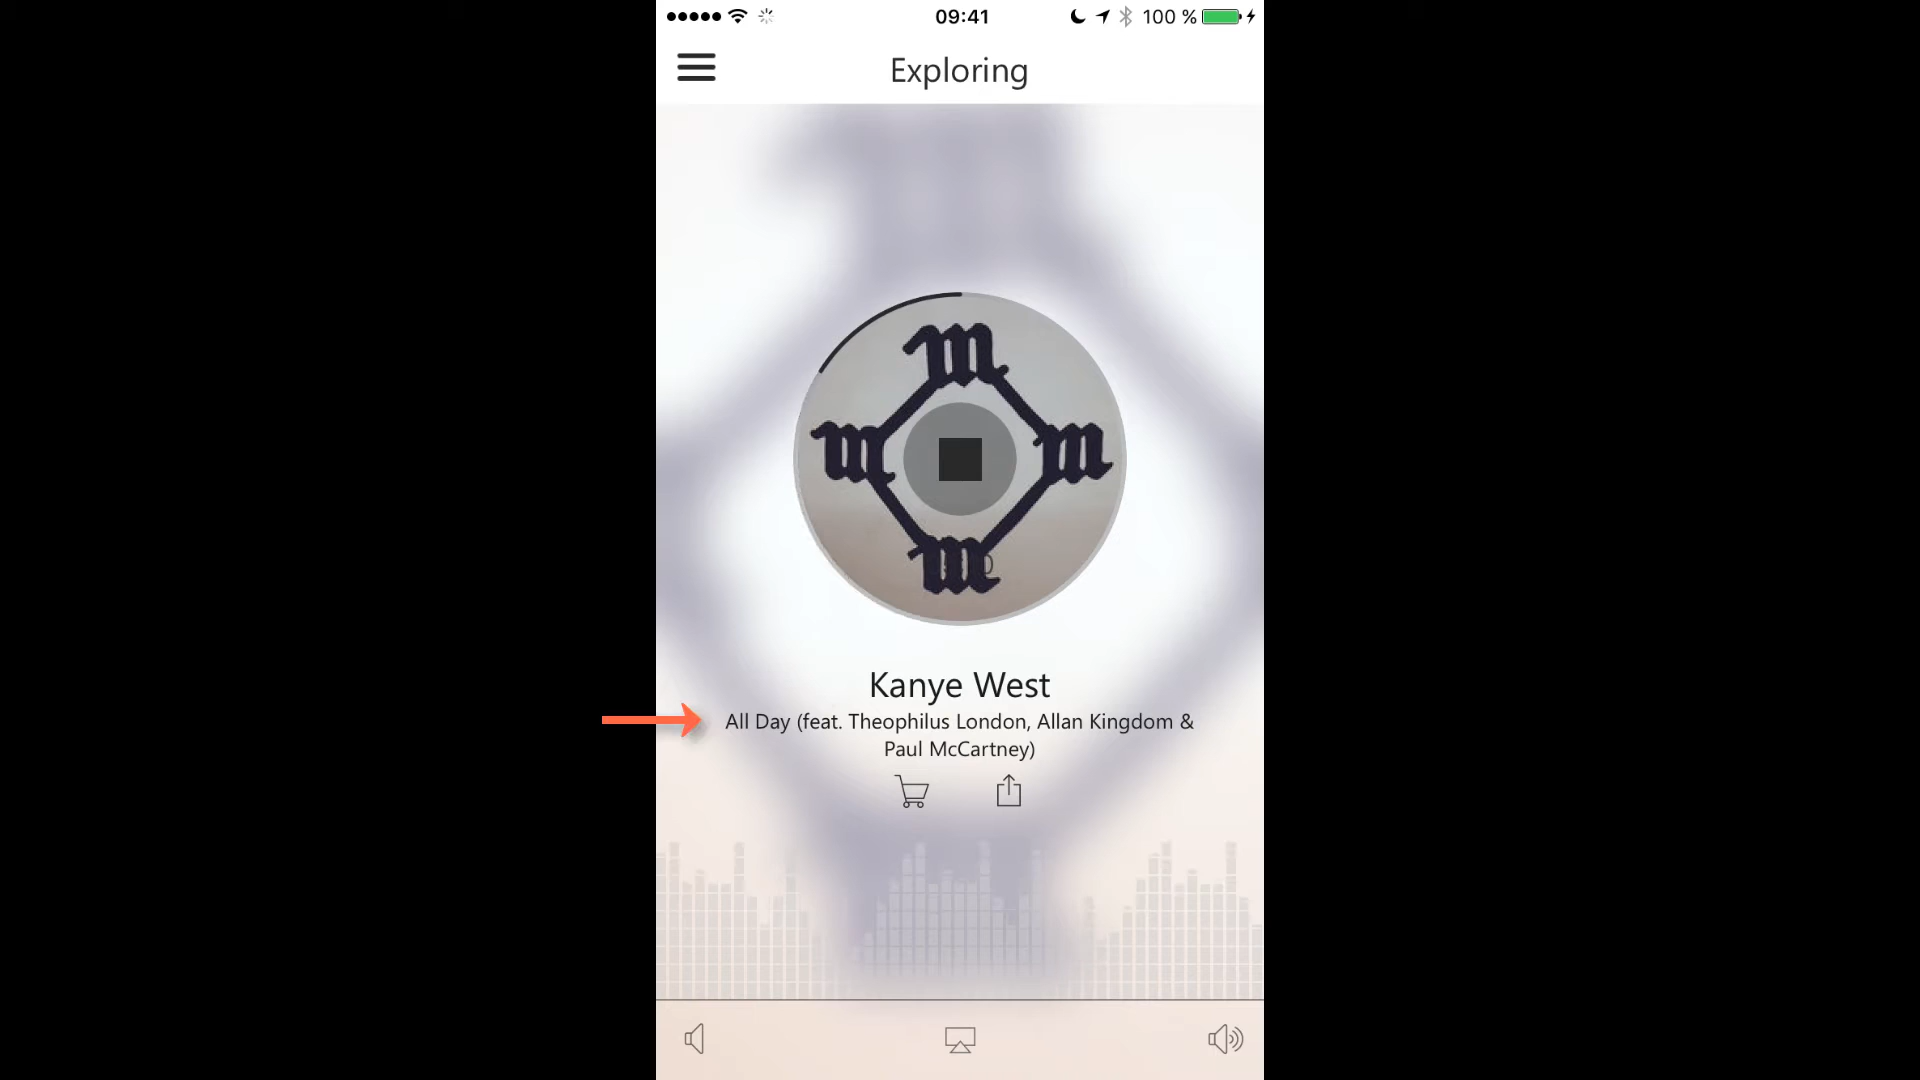 09:41
100 %
Exploring
m
m
m
m
Kanye West
All Day (feat. Theophilus London, Allan Kingdom &
Paul McCartney)